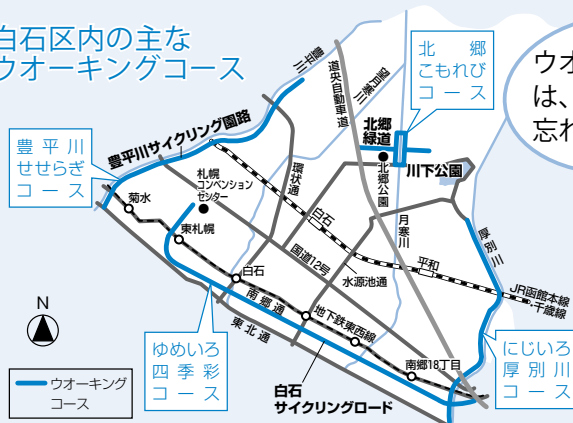 白石区内の主な
ウオーキングコース
北郷
こもれび
コース
ウオ
は、
忘れ
豊平川
せせらぎ
コース
豊平川サイクリング園路
豊平川
望月寒川
道央自動車道
北郷
緑道
北郷公園
川下公園
札幌
コンベンション
センター
環状通
菊水
東札幌
白石
白石
月寒川
厚別川
国道12号
平和
水源池通
JR函館本線
千歳線
南郷通
地下鉄東西線
東北通
南郷18丁目
N
ゆめいろ
四季彩
コース
にじいろ
厚別川
コース
白石
サイクリングロード
ウオーキング
コース